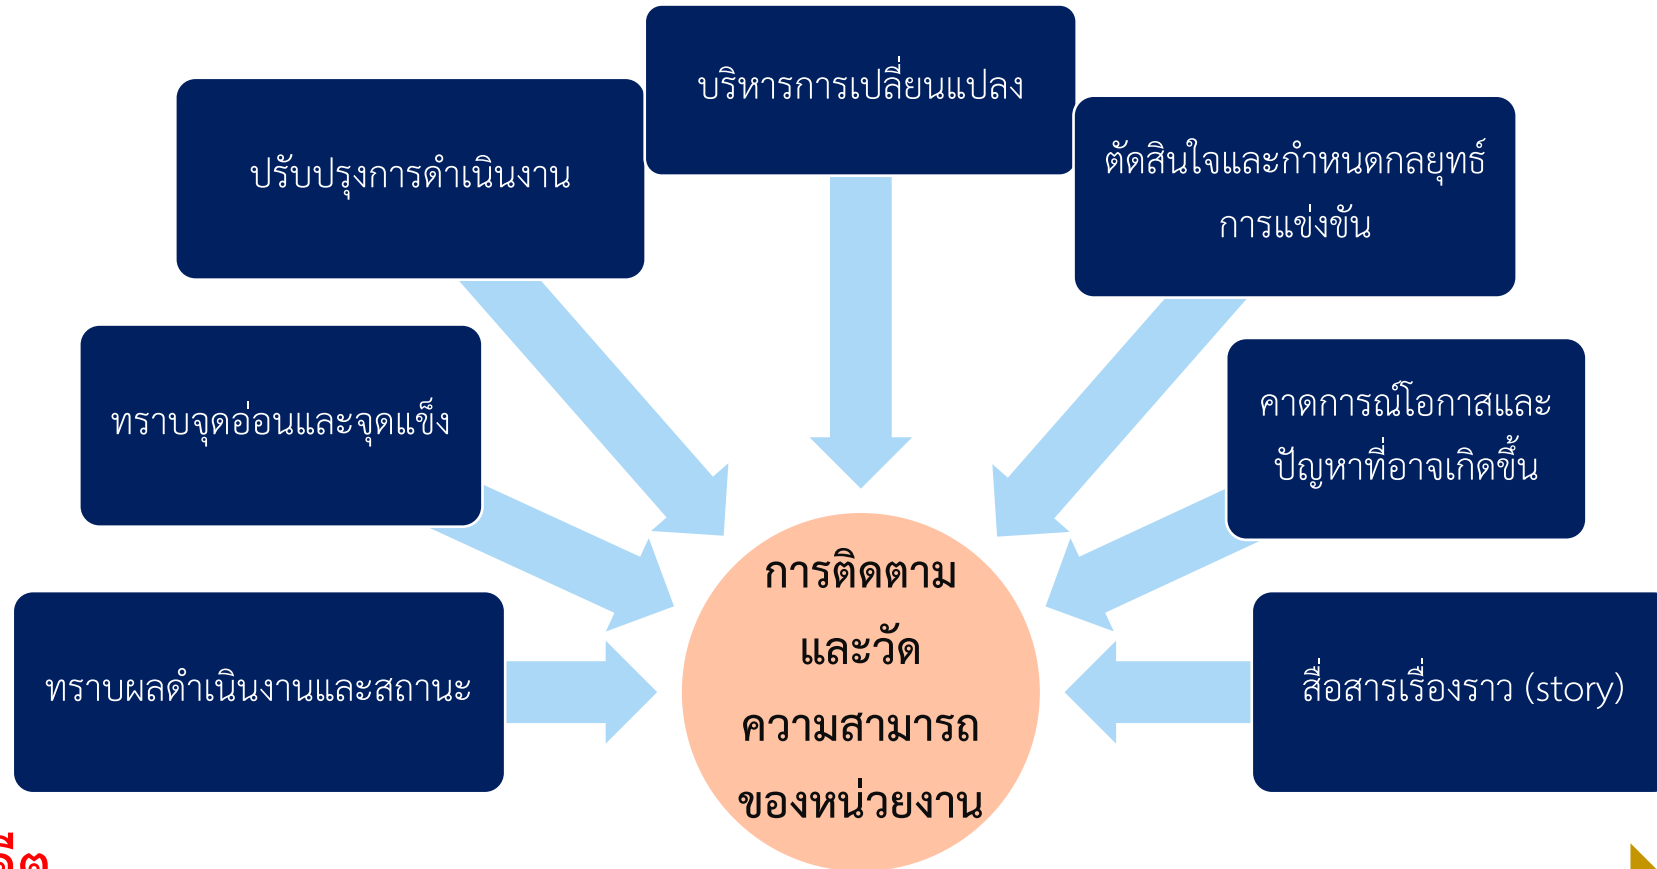 บริหารการเปลี่ยนแปลง
ปรับปรุงการดำเนินงาน
ตัดสินใจและกำหนดกลยุทธ์
การแข่งขัน
ทราบจุดอ่อนและจุดแข็ง
คาดการณ์โอกาสและ
ปัญหาที่อาจเกิดขึ้น
ทราบผลดำเนินงานและสถานะ
การติดตาม
และวัด
ความสามารถ
ของหน่วยงาน
สื่อสารเรื่องราว (story)